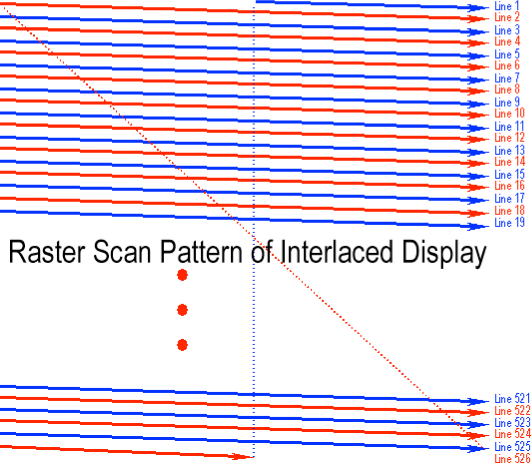 Line 1
Line 2
Line 3
Line 4
Line 5
Line 6
Line 7
Line 8
Line 9
Line 10
Line 11
Line 12
Line 13
Line 14
Line 15
Line 16
Line 17
Line 18
Line 19
Raster Scan Pattern of Interlaced Display
Line 521
Line 522
Line 523
Line 524
Line 525
Line 526